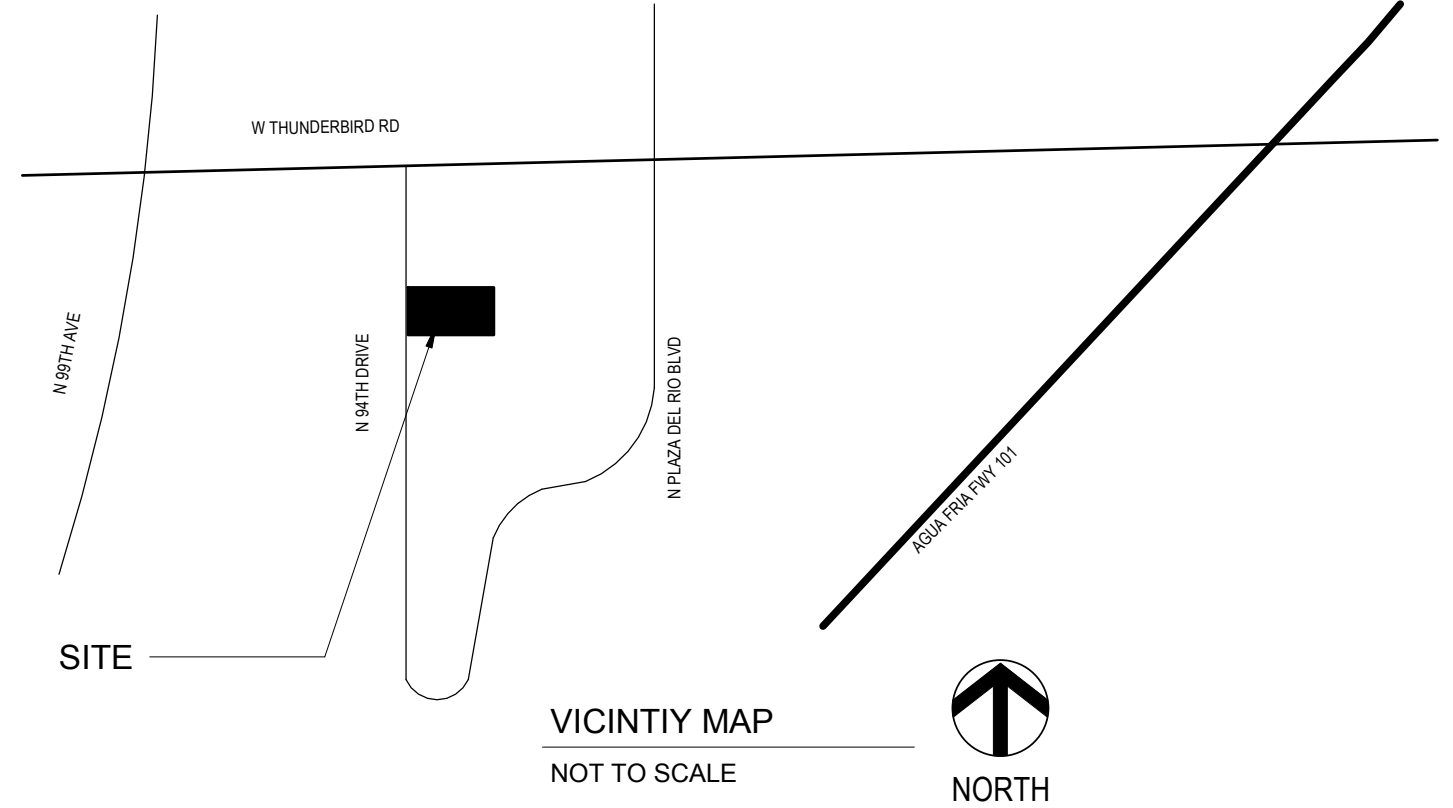 W THUNDERBIRD RD
N 99TH AVE
N 94TH DRIVE
N PLAZA DEL RIO BLVD
AGUA FRIA FWY 101
SITE
VICINTIY MAP
NOT TO SCALE
NORTH